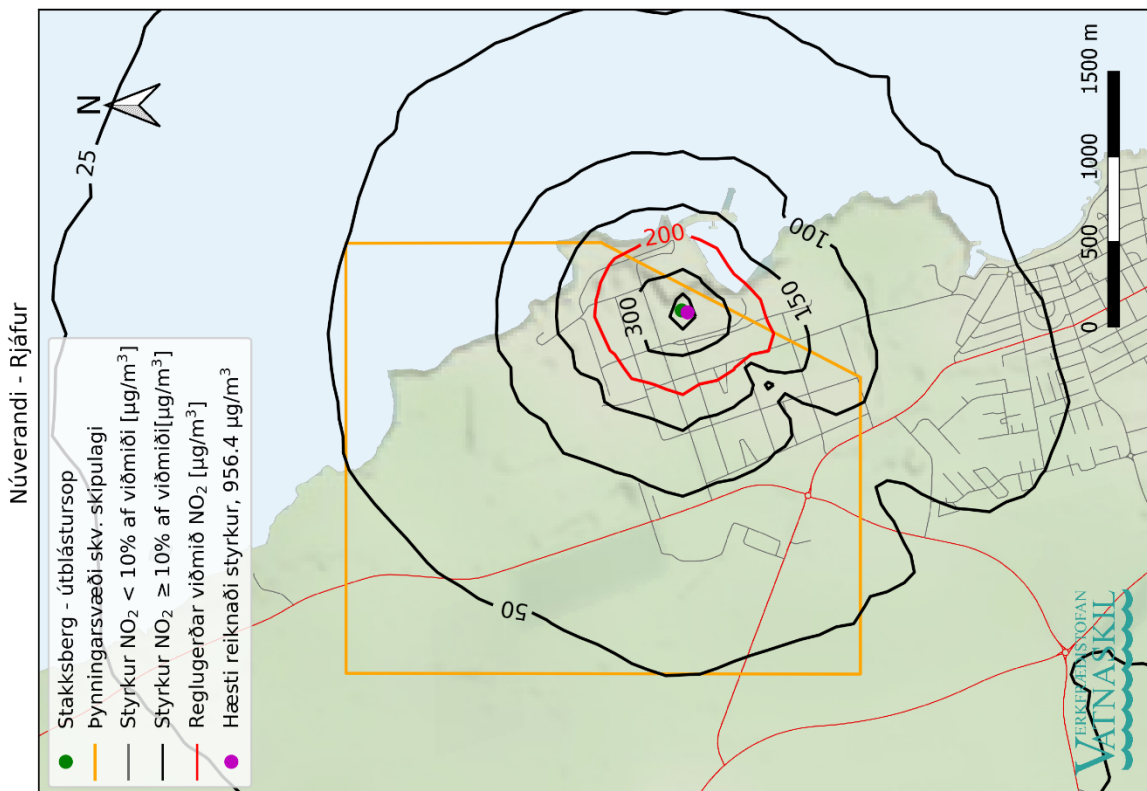 Núverandi - Rjáfur
Stakksberg - útblástursop
Þynningarsvæði skv. skipulagi
Styrkur NO₂ < 10% af viðmiði [µg/m³]
Styrkur NO₂ ≥ 10% af viðmiði[µg/m³]
Reglugerðar viðmið NO₂ [µg/m³]
Hæsti reiknaði styrkur, 956.4 µg/m³
N
25
50
100
150
200
300
0 500 1000 1500 m
VERKFRÆÐISTOFAN
VATNASKIL